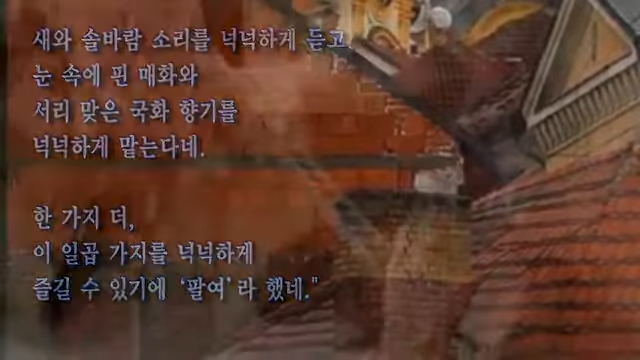 새와 솔바람 소리를 넉넉하게 듣고,
눈 속에 핀 매화와
서리 맞은 국화 향기를
넉넉하게 맡는다네.
한 가지 더,
이 일곱 가지를 넉넉하게
즐길 수 있기에 ‘팔여’라 했네."